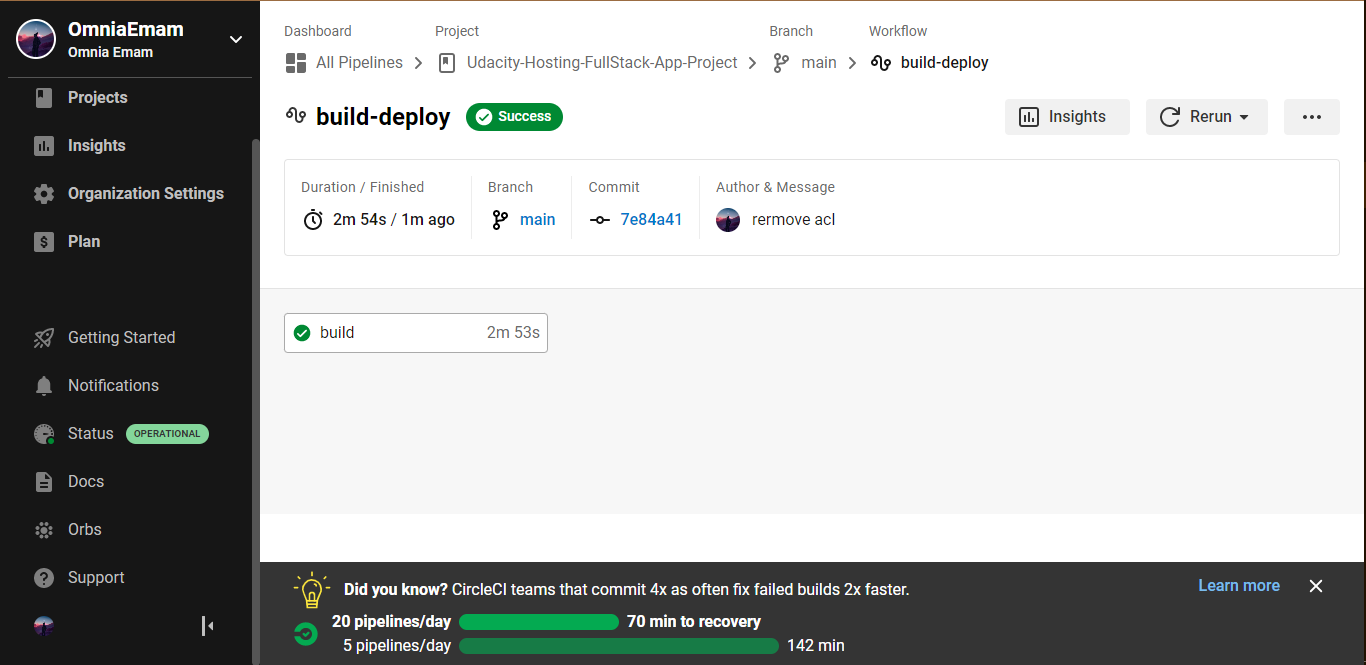 OmniaEmam
Omnia Emam
Projects
Insights
Organization Settings
Plan
Getting Started
Notifications
Status OPERATIONAL
Docs
Orbs
Support
Dashboard Project Branch Workflow
All Pipelines Udacity-Hosting-FullStack-App-Project main build-deploy
build-deploy Success Insights Rerun
Duration / Finished Branch Commit Author & Message
2m 54s / 1m ago main 7e84a41 rermove acl
build 2m 53s
Did you know? CircleCI teams that commit 4x as often fix failed builds 2x faster. Learn more
20 pipelines/day 70 min to recovery
5 pipelines/day 142 min